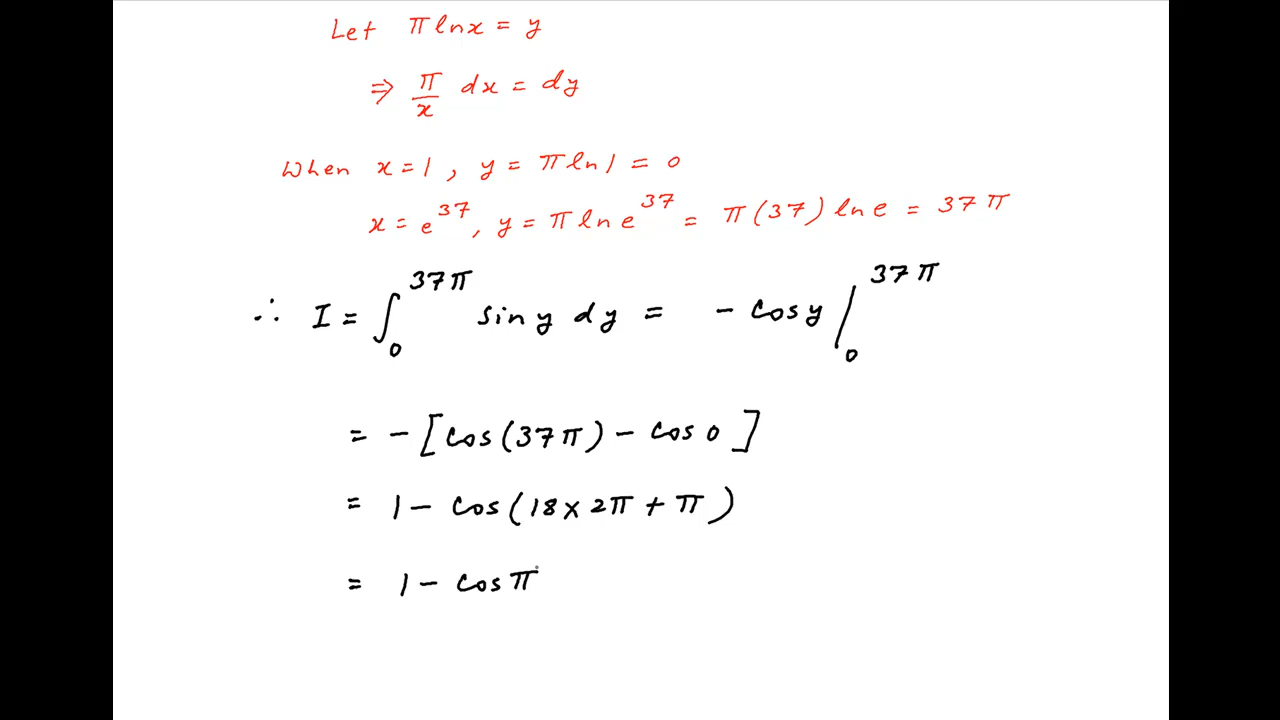 Let π ln x = y
⇒ π/x dx = dy
When x = 1 , y = π ln 1 = 0
x = e^37 , y = π ln e^37 = π(37) ln e = 37 π
∴ I = ∫_0^{37π} sin y dy = - cos y |_0^{37π}
= - [cos(37π) - cos 0]
= 1 - cos(18 × 2π + π)
= 1 - cos π